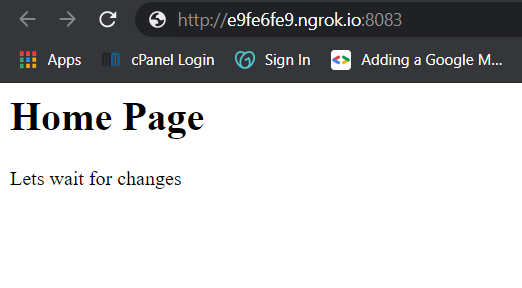 http://e9fe6fe9.ngrok.io:8083
Apps cPanel Login Sign In Adding a Google M...
Home Page
Lets wait for changes